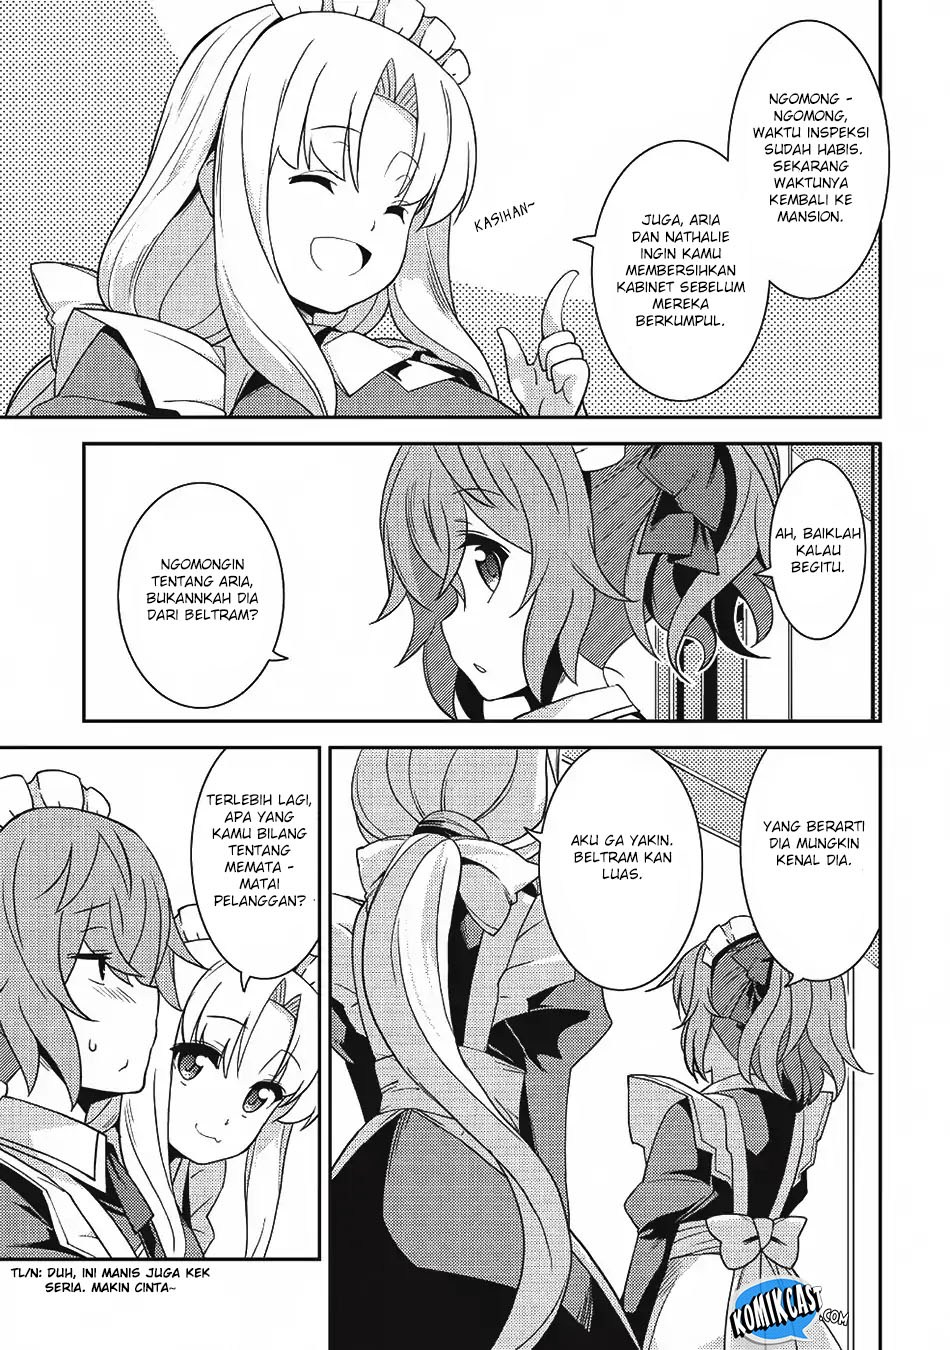 NGOMONG -
NGOMONG,
WAKTU INSPEKSI
SUDAH HABIS.
SEKARANG
WAKTUNYA
KEMBALI KE
MANSION.
JUGA, ARIA
DAN NATHALIE
INGIN KAMU
MEMBERSIHKAN
KABINET SEBELUM
MEREKA
BERKUMPUL.
KASIHAN~
AH, BAIKLAH
KALAU
BEGITU.
NGOMONGIN
TENTANG ARIA,
BUKANNKAH DIA
DARI BELTRAM?
YANG BERARTI
DIA MUNGKIN
KENAL DIA.
AKU GA YAKIN.
BELTRAM KAN
LUAS.
TERLEBIH LAGI,
APA YANG
KAMU BILANG
TENTANG
MEMATA -
MATAI
PELANGGAN?
TL/N: DUH, INI MANIS JUGA KEK
SERIA. MAKIN CINTA~
KOMIKCAST
.COM